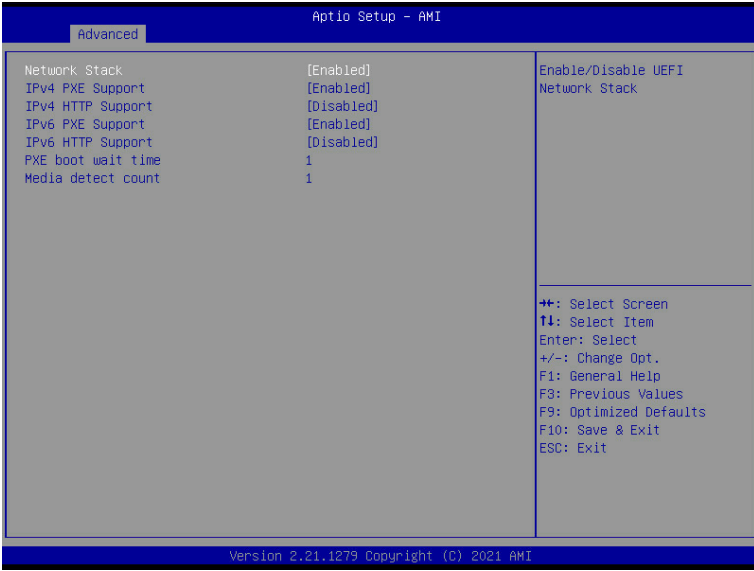 Aptio Setup – AMI
Advanced
Network Stack [Enabled]
IPv4 PXE Support [Enabled]
IPv4 HTTP Support [Disabled]
IPv6 PXE Support [Enabled]
IPv6 HTTP Support [Disabled]
PXE boot wait time 1
Media detect count 1
Enable/Disable UEFI
Network Stack
→←: Select Screen
↑↓: Select Item
Enter: Select
+/-: Change Opt.
F1: General Help
F3: Previous Values
F9: Optimized Defaults
F10: Save & Exit
ESC: Exit
Version 2.21.1279 Copyright (C) 2021 AMI